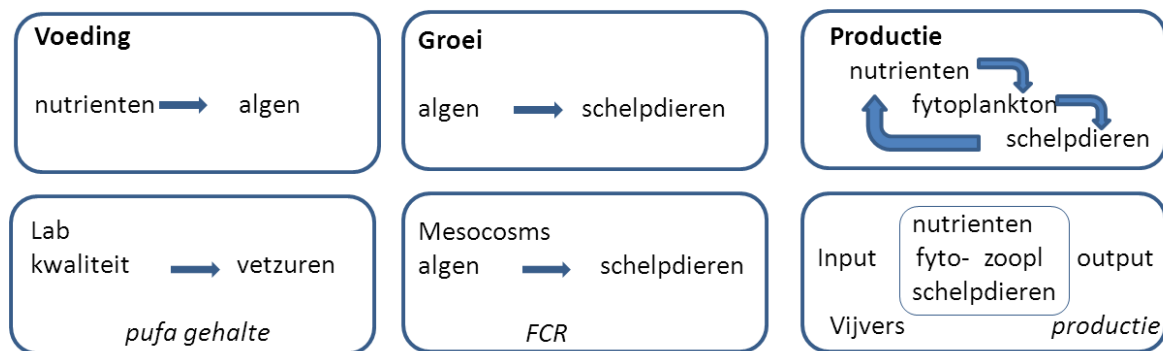 Voeding
nutrienten algen
Groei
algen schelpdieren
Productie
nutrienten
fytoplankton
schelpdieren
Lab
kwaliteit vetzuren
pufa gehalte
Mesocosms
algen schelpdieren
FCR
nutrienten
Input fyto- zoopl output
schelpdieren
Vijvers productie